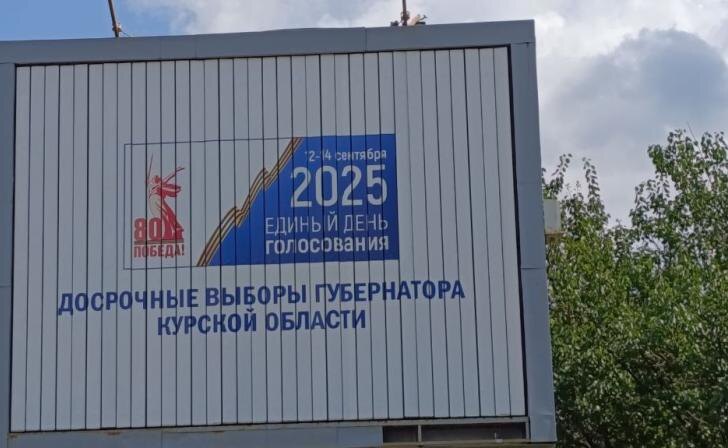 12-14 сентября
2025
ЕДИНЫЙ ДЕНЬ
ГОЛОСОВАНИЯ
80
ПОБЕДА!
ДОСРОЧНЫЕ ВЫБОРЫ ГУБЕРНАТОРА
КУРСКОЙ ОБЛАСТИ